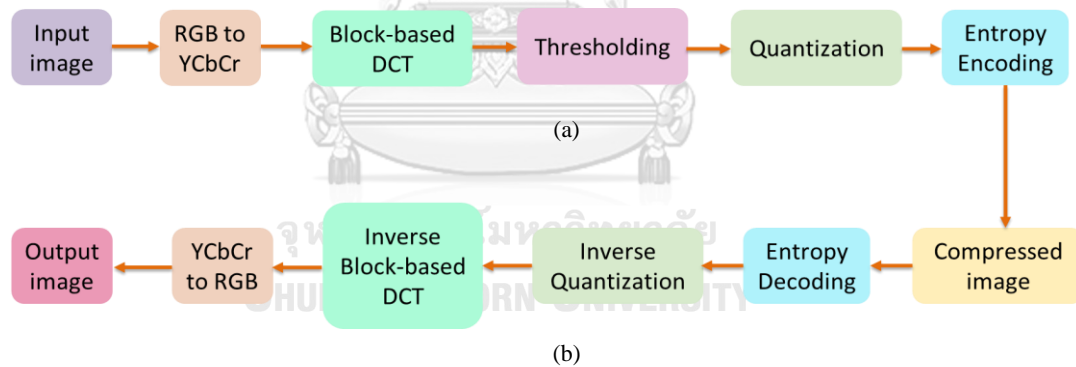 Input
image
RGB to
YCbCr
Block-based
DCT
Thresholding
Quantization
Entropy
Encoding
(a)
Output
image
YCbCr
to RGB
Inverse
Block-based
DCT
Inverse
Quantization
Entropy
Decoding
Compressed
image
(b)